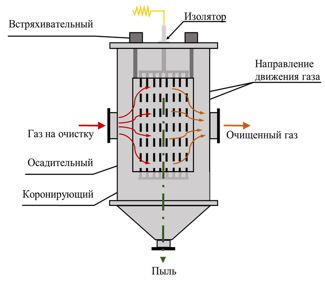 Встряхивательный
Изолятор
Направление
движения газа
Газ на очистку
Очищенный газ
Осадительный
Коронирующий
Пыль